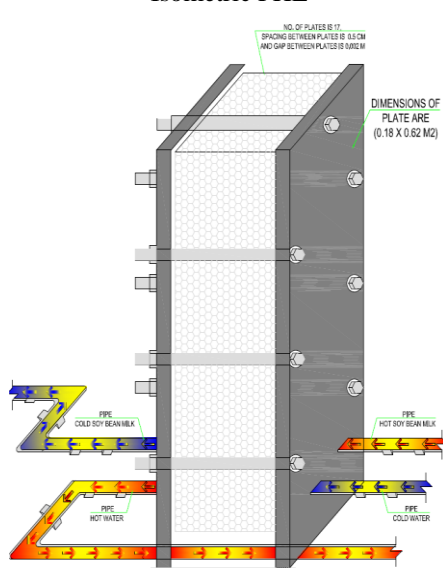 Isometric PHE
NO. OF PLATES IS 17,
SPACING BETWEEN PLATES IS 0.5 CM
AND GAP BETWEEN PLATES IS 0,002 M
DIMENSIONS OF
PLATE ARE
(0.18 X 0.62 M2)
PIPE
COLD SOY BEAN MILK
PIPE
HOT SOY BEAN MILK
PIPE
HOT WATER
PIPE
COLD WATER